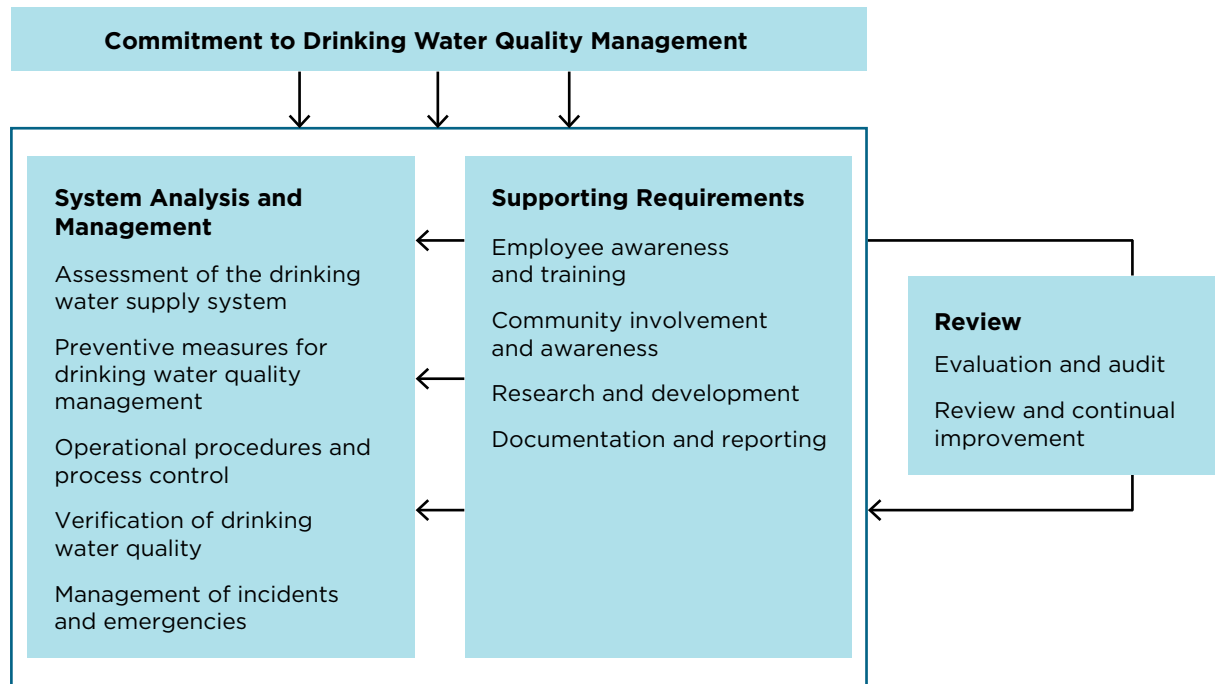 Commitment to Drinking Water Quality Management
System Analysis and
Management
Assessment of the drinking
water supply system
Preventive measures for
drinking water quality
management
Operational procedures and
process control
Verification of drinking
water quality
Management of incidents
and emergencies
Supporting Requirements
Employee awareness
and training
Community involvement
and awareness
Research and development
Documentation and reporting
Review
Evaluation and audit
Review and continual
improvement